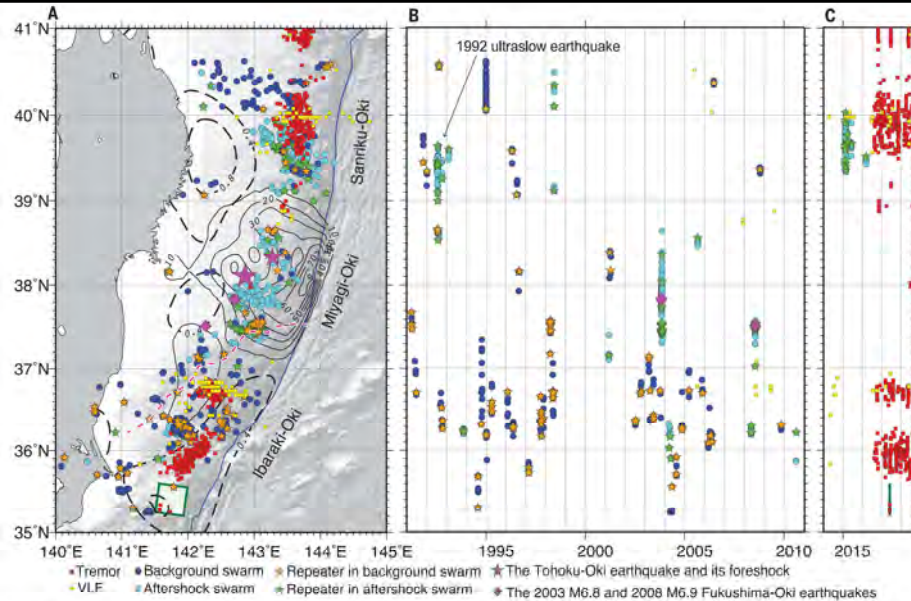 A
B
C
41˚N
40˚N
39˚N
38˚N
37˚N
36˚N
35˚N
140˚E
141˚E
142˚E
143˚E
144˚E
145˚E
1995
2000
2005
2010
2015
1992 ultraslow earthquake
Sanriku-Oki
Miyagi-Oki
Ibaraki-Oki
20
30
10
Tremor Background swarm Repeater in background swarm The Tohoku-Oki earthquake and its foreshock
VLF Aftershock swarm Repeater in aftershock swarm The 2003 M6.8 and 2008 M6.9 Fukushima-Oki earthquakes